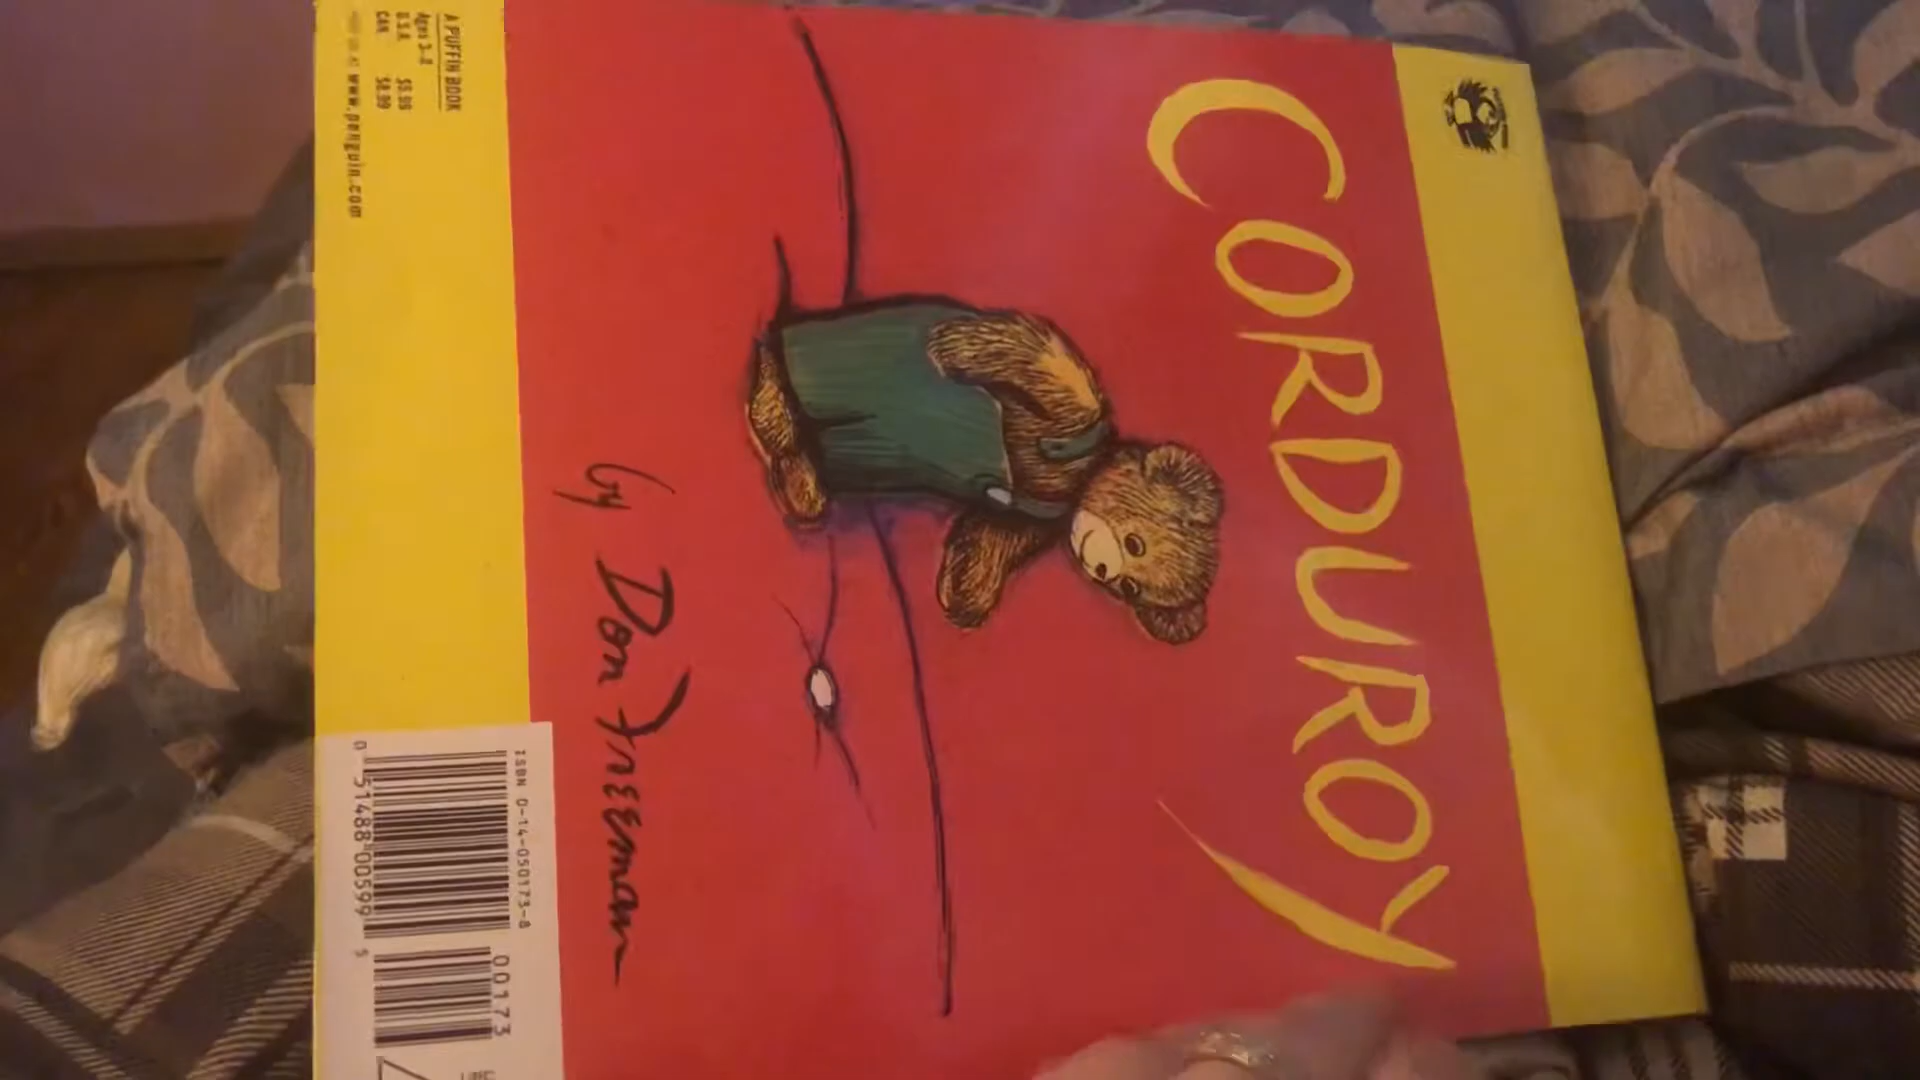 CORDUROY
by Don Freeman
A PUFFIN BOOK
Ages 3-8
U.S.A. $5.99
CAN. $8.99
www.penguin.com
ISBN 0-14-050173-8
0 51488 00599 5
00173